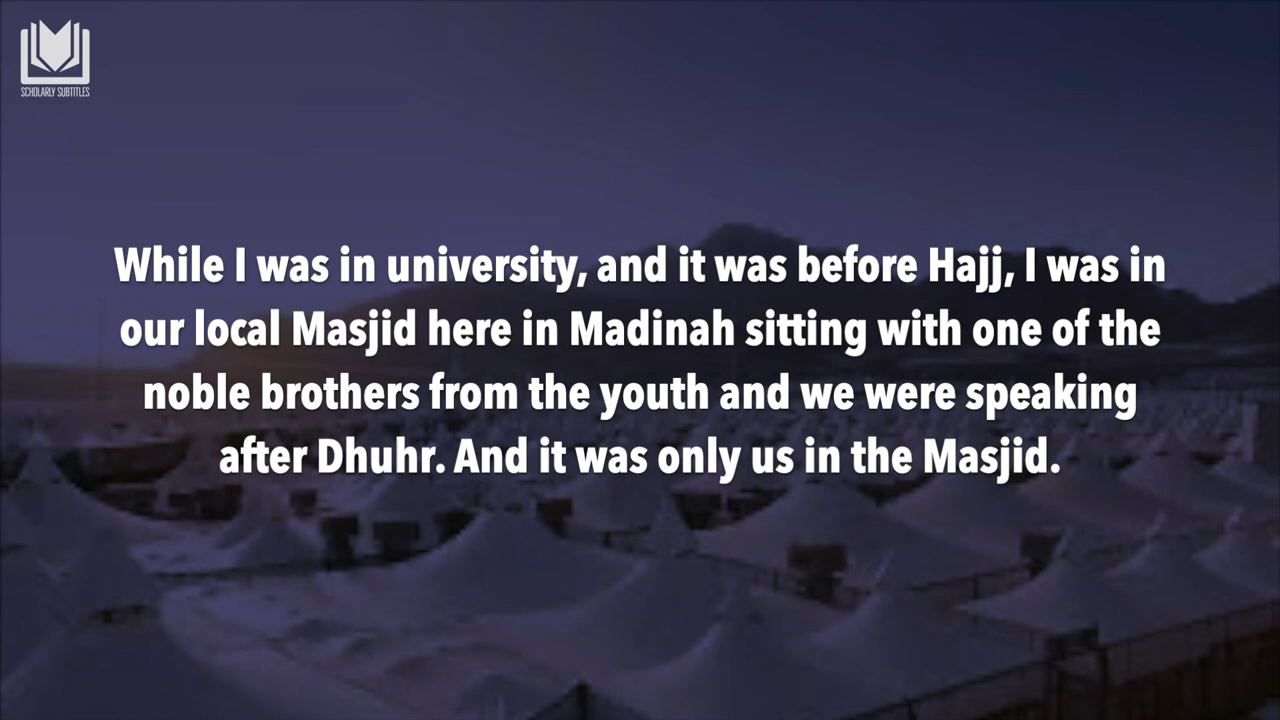 SCHOLARLY SUBTITLES
While I was in university, and it was before Hajj, I was in
our local Masjid here in Madinah sitting with one of the
noble brothers from the youth and we were speaking
after Dhuhr. And it was only us in the Masjid.